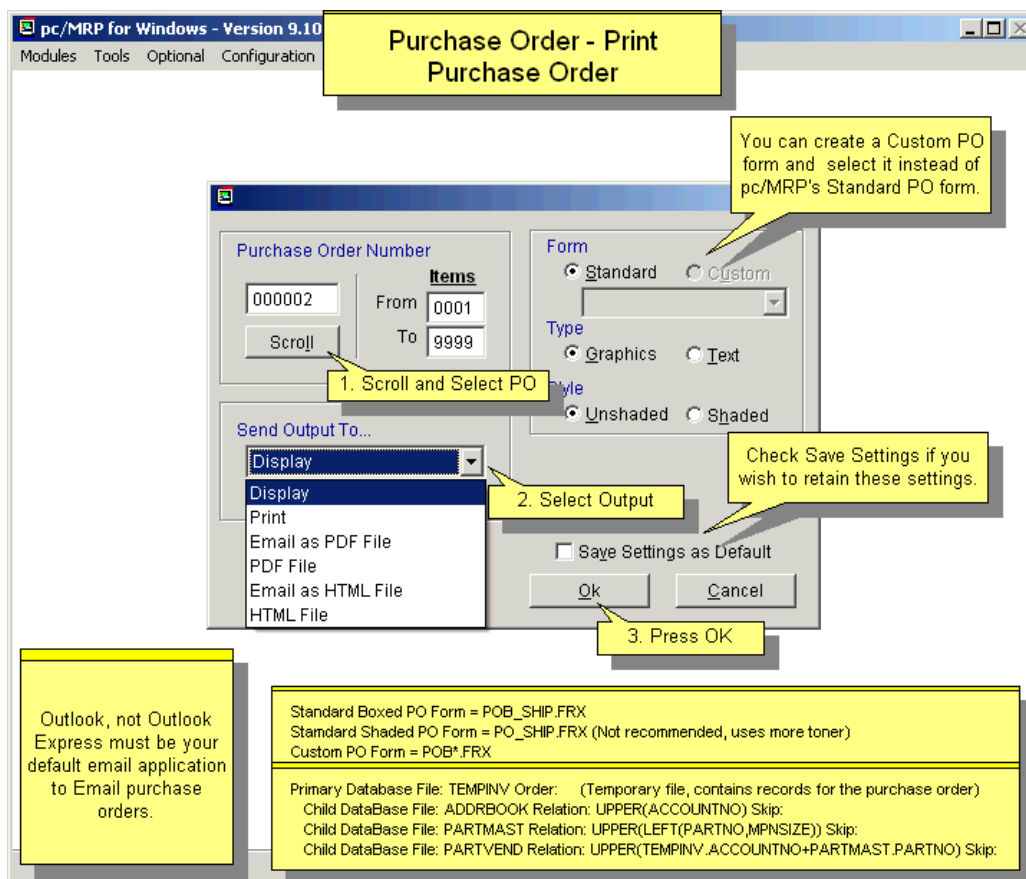 pc/MRP for Windows - Version 9.10
Modules Tools Optional Configuration
Purchase Order - Print
Purchase Order
You can create a Custom PO
form and select it instead of
pc/MRP's Standard PO form.
Purchase Order Number
Items
000002
From 0001
Scroll
To 9999
1. Scroll and Select PO
Form
Standard Custom
Type
Graphics Text
Unshaded Shaded
Send Output To...
Display
Display
Print
Email as PDF File
PDF File
Email as HTML File
HTML File
2. Select Output
Check Save Settings if you
wish to retain these settings.
Save Settings as Default
Ok Cancel
3. Press OK
Outlook, not Outlook
Express must be your
default email application
to Email purchase
orders.
Standard Boxed PO Form = POB_SHIP.FRX
Stamdard Shaded PO Form = PO_SHIP.FRX (Not recommended, uses more toner)
Custom PO Form = POB*.FRX
Primary Database File: TEMPINV Order: (Temporary file, contains records for the purchase order)
Child DataBase File: ADDRBOOK Relation: UPPER(ACCOUNTNO) Skip:
Child DataBase File: PARTMAST Relation: UPPER(LEFT(PARTNO,MPNSIZE)) Skip:
Child DataBase File: PARTVEND Relation: UPPER(TEMPINV.ACCOUNTNO+PARTMAST.PARTNO) Skip: